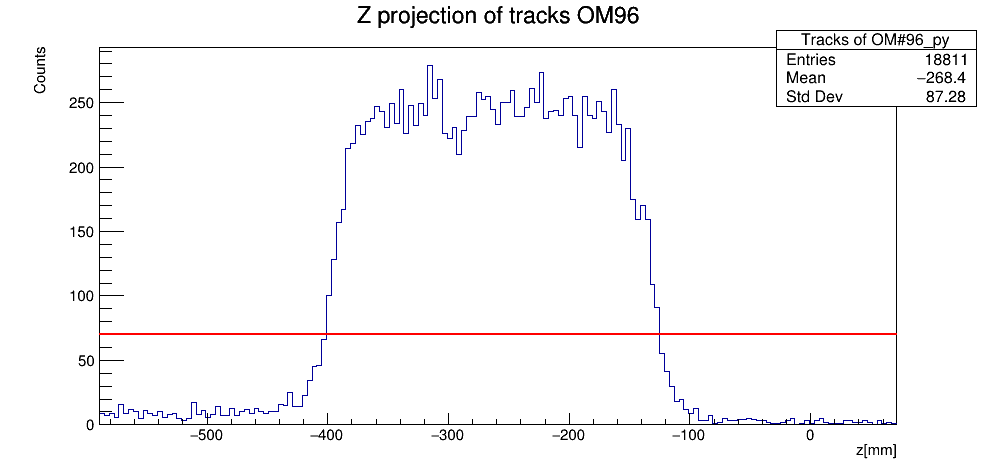 Z projection of tracks OM96
Tracks of OM#96_py
Entries 18811
Mean −268.4
Std Dev 87.28
Counts
250
200
150
100
50
0
−500 −400 −300 −200 −100 0
z[mm]